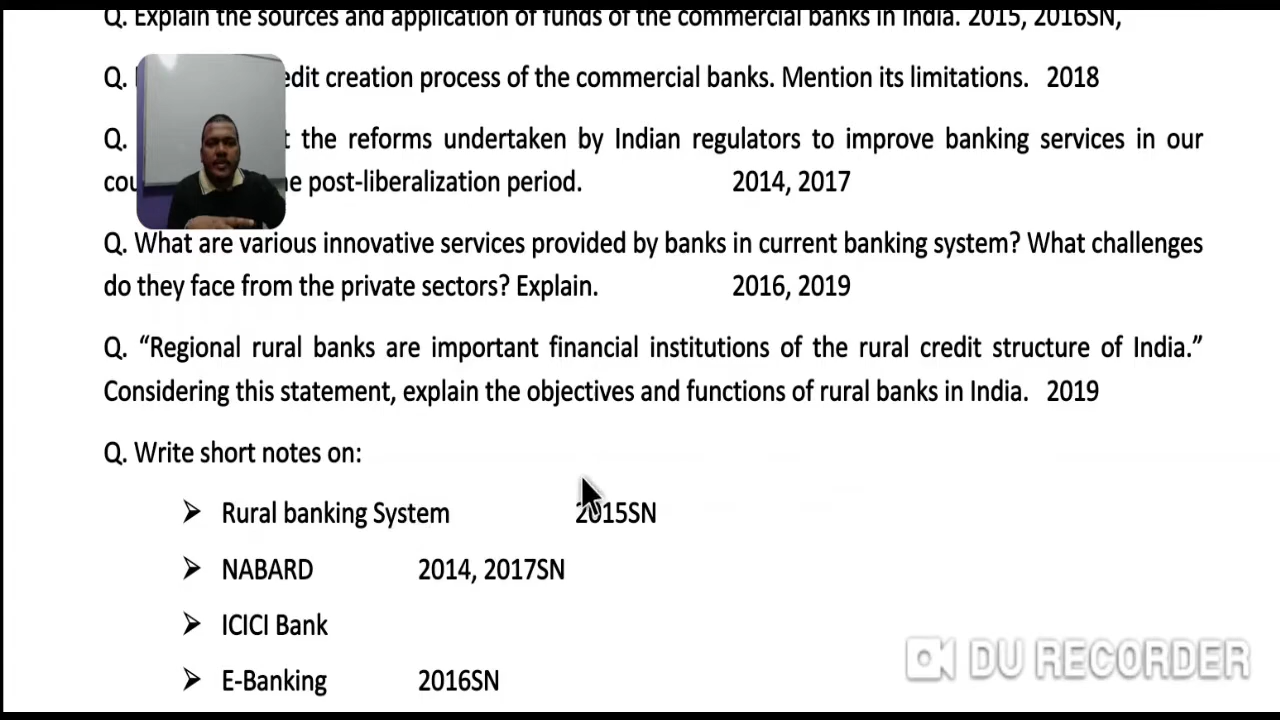 Q. Explain the sources and application of funds of the commercial banks in India. 2015, 2016SN,
Q. edit creation process of the commercial banks. Mention its limitations. 2018
Q. t the reforms undertaken by Indian regulators to improve banking services in our
cou e post-liberalization period. 2014, 2017
Q. What are various innovative services provided by banks in current banking system? What challenges
do they face from the private sectors? Explain. 2016, 2019
Q. “Regional rural banks are important financial institutions of the rural credit structure of India.”
Considering this statement, explain the objectives and functions of rural banks in India. 2019
Q. Write short notes on:
➢ Rural banking System 2015SN
➢ NABARD 2014, 2017SN
➢ ICICI Bank
➢ E-Banking 2016SN
DU RECORDER